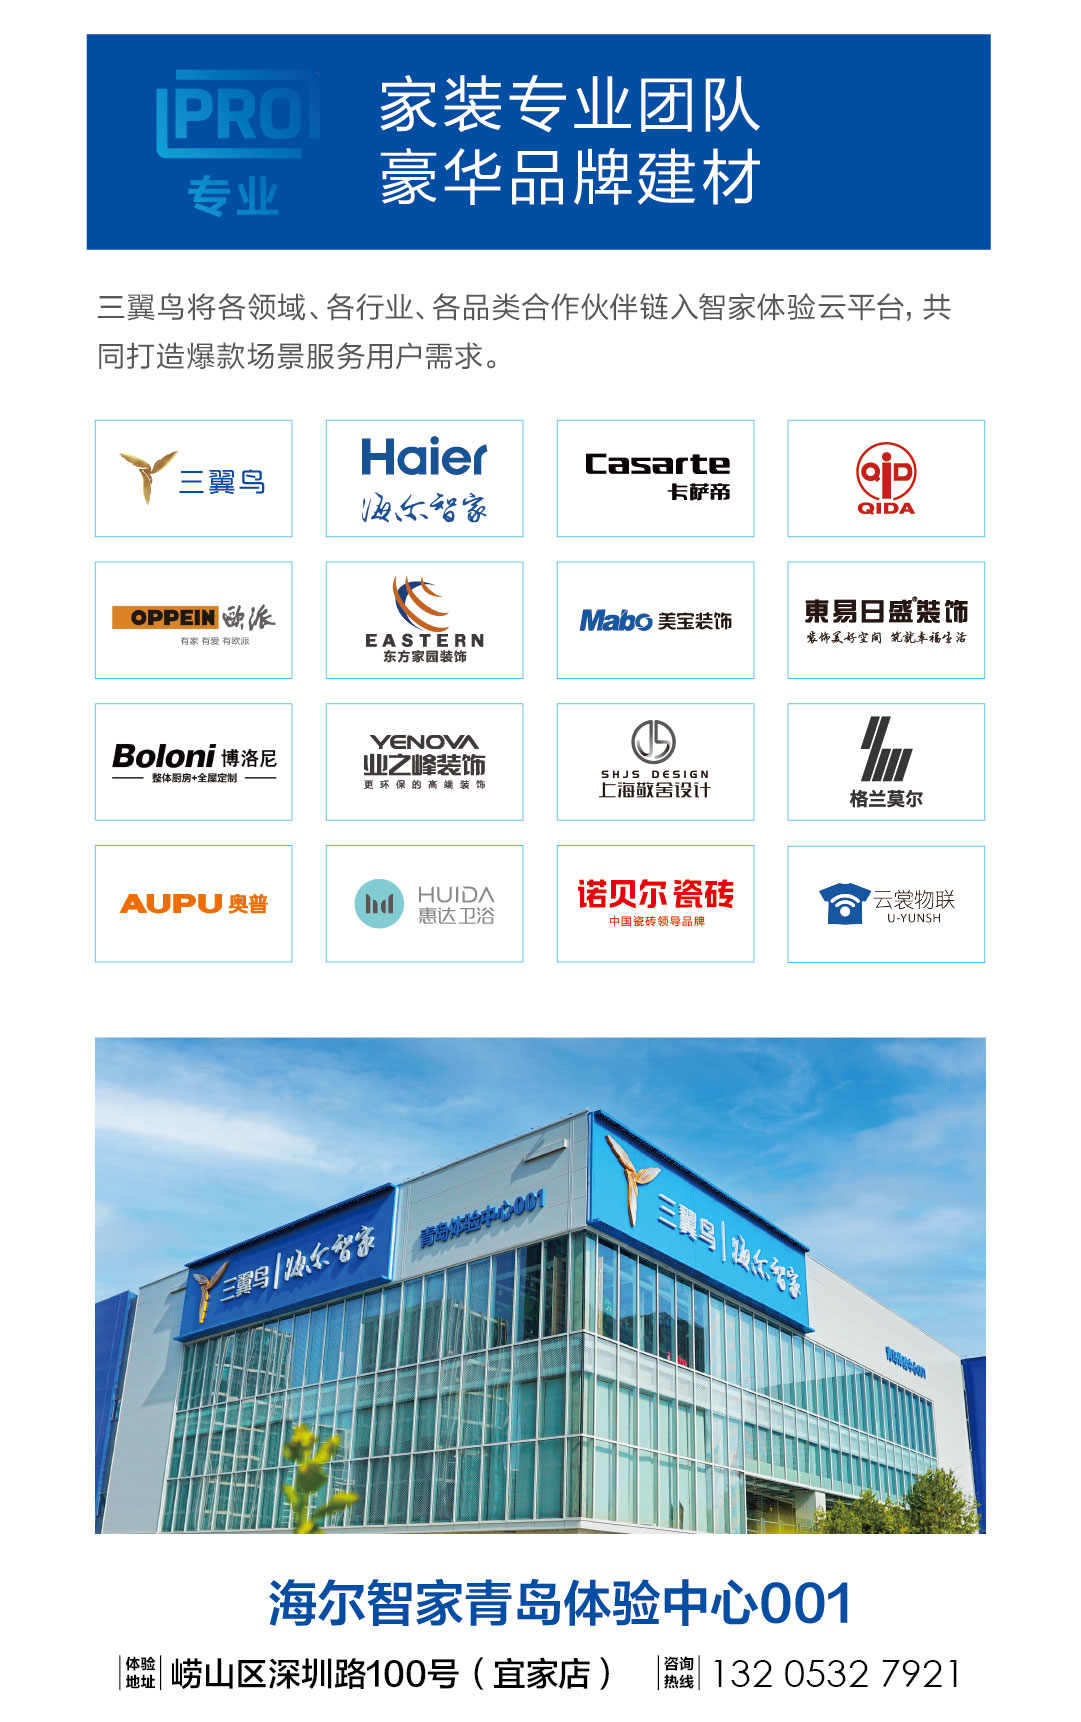 PRO
专业
家装专业团队
豪华品牌建材
三翼鸟将各领域、各行业、各品类合作伙伴链入智家体验云平台，共
同打造爆款场景服务用户需求。
三翼鸟
Haier
海尔智家
Casarte
卡萨帝
QID
QIDA
OPPEIN 欧派
有家 有爱 有欧派
EASTERN
东方家园装饰
Mabo 美宝装饰
東易日盛®装饰
装饰美好空间 筑就幸福生活
Boloni 博洛尼
整体厨房+全屋定制
YENOVA
业之峰装饰
更环保的高端装饰
SHJS DESIGN
上海敬舍设计
格兰莫尔
AUPU 奥普
HUIDA
惠达卫浴
诺贝尔 瓷砖
中国瓷砖领导品牌
云裳物联
U-YUNSH
三翼鸟 | 海尔智家
青岛体验中心001
三翼鸟 | 海尔智家
青岛体验中心001
海尔智家青岛体验中心001
体验地址 崂山区深圳路100号（宜家店） 咨询热线 132 0532 7921